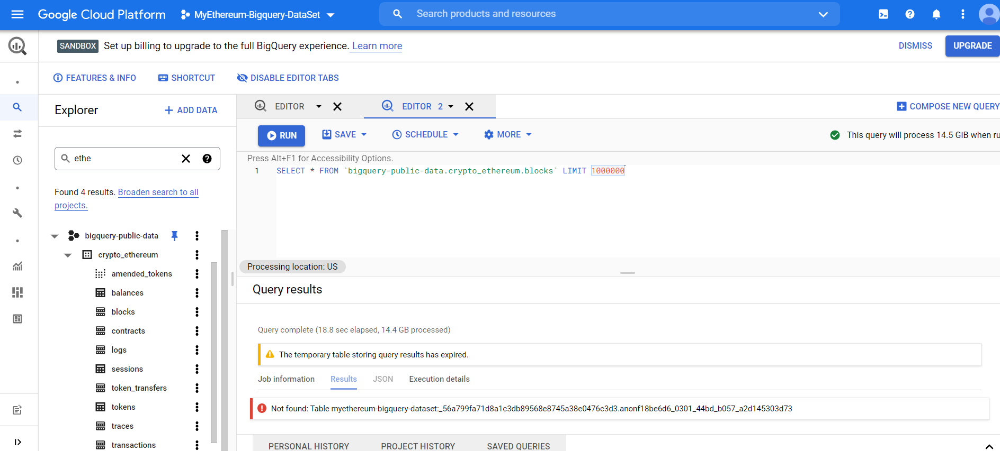 Google Cloud Platform
MyEthereum-Bigquery-DataSet
Search products and resources
SANDBOX Set up billing to upgrade to the full BigQuery experience. Learn more
DISMISS
UPGRADE
FEATURES & INFO
SHORTCUT
DISABLE EDITOR TABS
Explorer
+ ADD DATA
ethe
Found 4 results. Broaden search to all
projects.
bigquery-public-data
crypto_ethereum
amended_tokens
balances
blocks
contracts
logs
sessions
token_transfers
tokens
traces
transactions
EDITOR
EDITOR 2
COMPOSE NEW QUERY
RUN
SAVE
SCHEDULE
MORE
This query will process 14.5 GiB when ru
Press Alt+F1 for Accessibility Options.
1 SELECT * FROM `bigquery-public-data.crypto_ethereum.blocks` LIMIT 1000000
Processing location: US
Query results
Query complete (18.8 sec elapsed, 14.4 GB processed)
The temporary table storing query results has expired.
Job information
Results
JSON
Execution details
Not found: Table myethereum-bigquery-dataset:_56a799fa71d8a1c3db89568e8745a38e0476c3d3.anonf18be6d6_0301_44bd_b057_a2d145303d73
PERSONAL HISTORY
PROJECT HISTORY
SAVED QUERIES